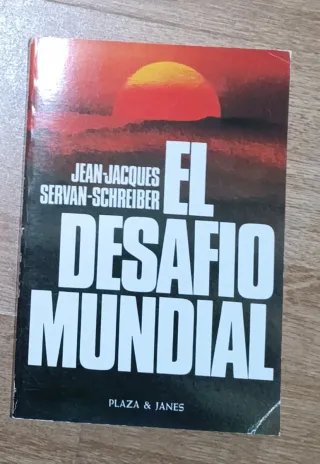 JEAN-JACQUES
SERVAN-SCHREIBER
EL
DESAFIO
MUNDIAL
PLAZA & JANES